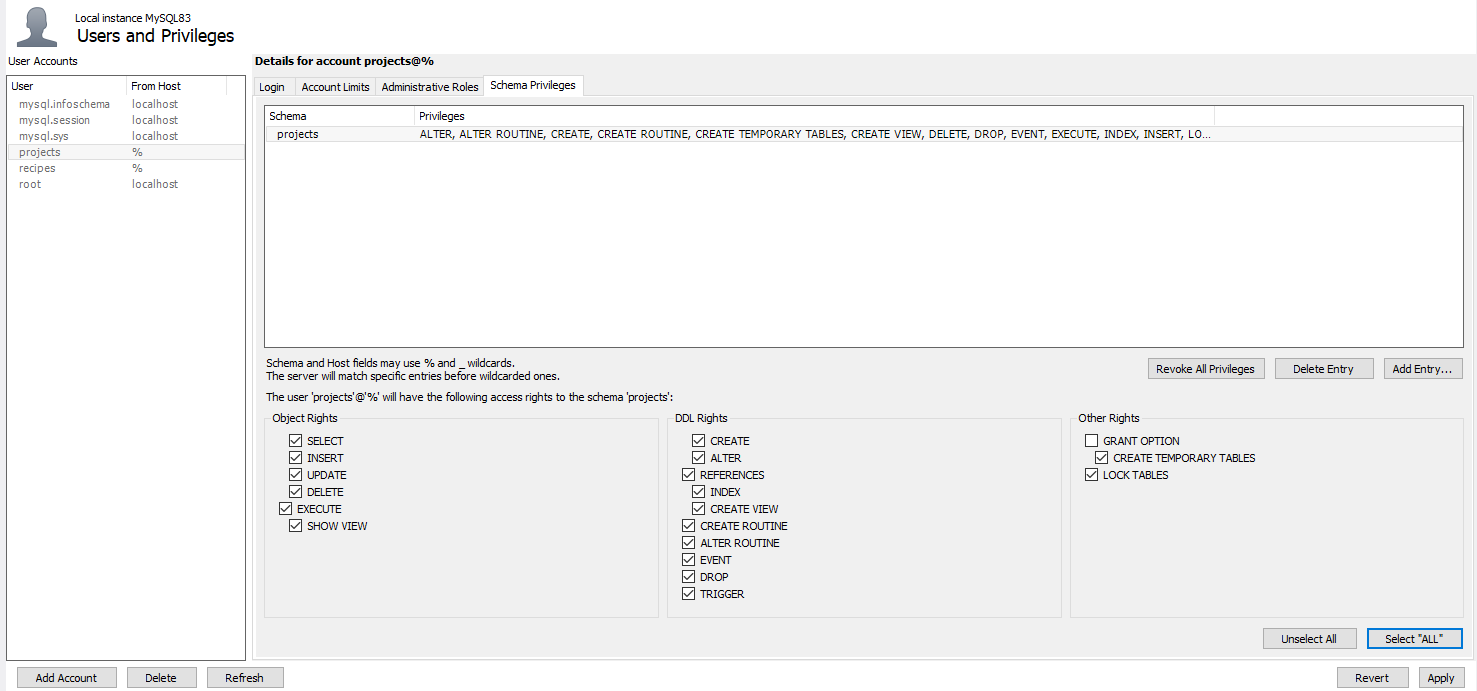 Local instance MySQL83
Users and Privileges
User Accounts
User From Host
mysql.infoschema localhost
mysql.session localhost
mysql.sys localhost
projects %
recipes %
root localhost
Details for account projects@%
Login Account Limits Administrative Roles Schema Privileges
Schema Privileges
projects ALTER, ALTER ROUTINE, CREATE, CREATE ROUTINE, CREATE TEMPORARY TABLES, CREATE VIEW, DELETE, DROP, EVENT, EXECUTE, INDEX, INSERT, LO...
Schema and Host fields may use % and _ wildcards.
The server will match specific entries before wildcarded ones.
Revoke All Privileges Delete Entry Add Entry...
The user 'projects'@'%' will have the following access rights to the schema 'projects':
Object Rights
SELECT
INSERT
UPDATE
DELETE
EXECUTE
SHOW VIEW
DDL Rights
CREATE
ALTER
REFERENCES
INDEX
CREATE VIEW
CREATE ROUTINE
ALTER ROUTINE
EVENT
DROP
TRIGGER
Other Rights
GRANT OPTION
CREATE TEMPORARY TABLES
LOCK TABLES
Unselect All Select "ALL"
Add Account Delete Refresh Revert Apply